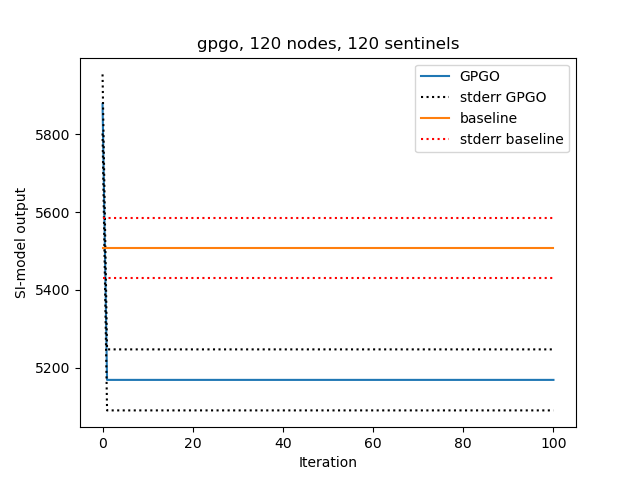 gpgo, 120 nodes, 120 sentinels
GPGO
stderr GPGO
baseline
stderr baseline
SI-model output
5800
5600
5400
5200
0 20 40 60 80 100
Iteration